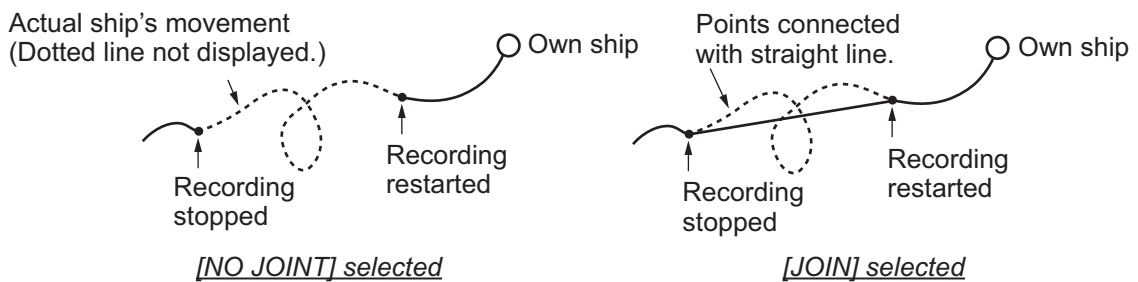 Actual ship's movement
(Dotted line not displayed.)
Own ship
Recording
stopped
Recording
restarted
[NO JOINT] selected
Points connected
with straight line.
Own ship
Recording
stopped
Recording
restarted
[JOIN] selected